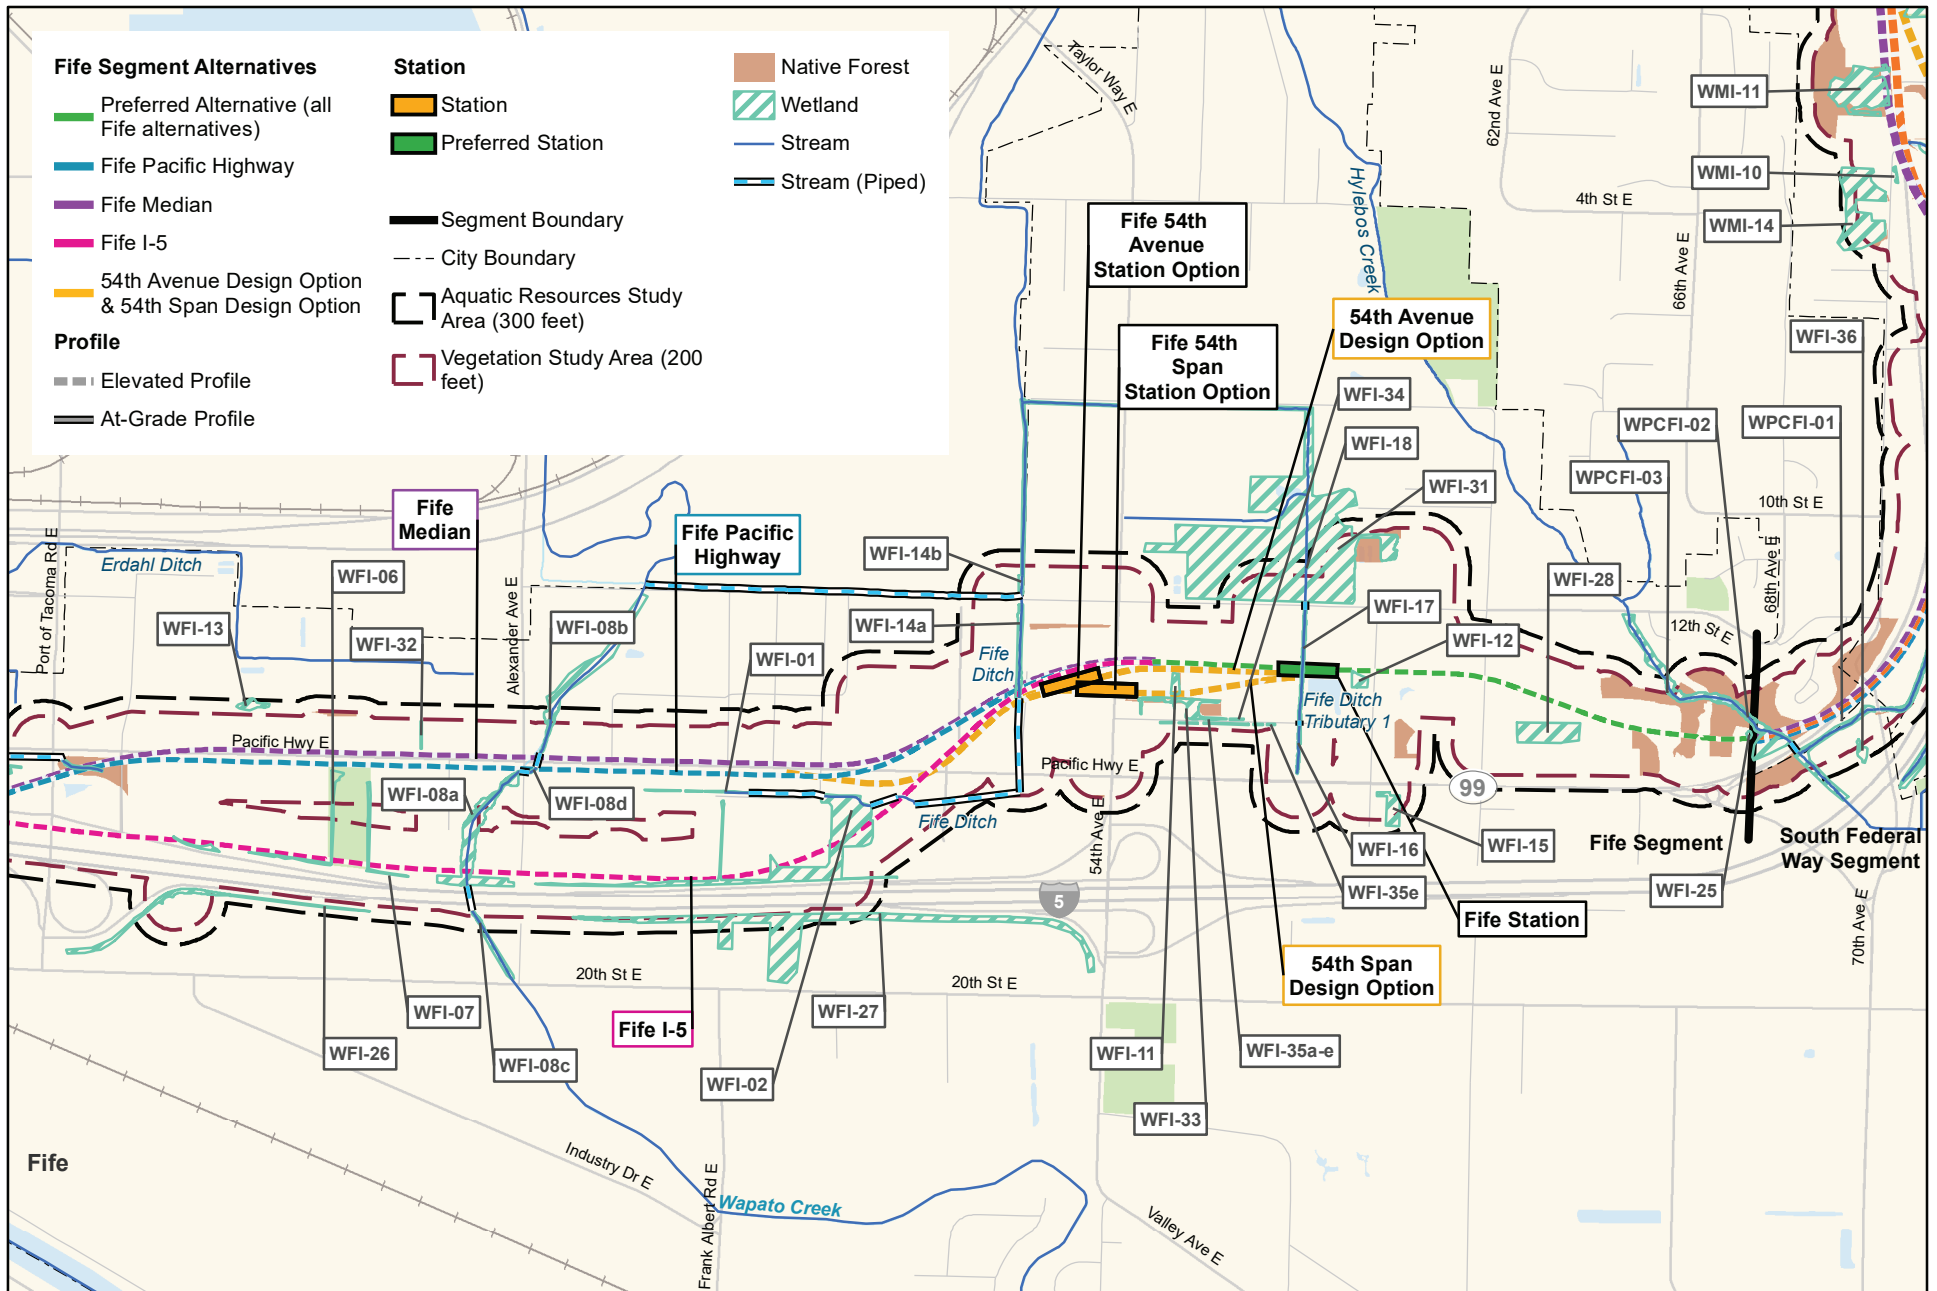 Fife Segment Alternatives
Preferred Alternative (all
Fife alternatives)
Fife Pacific Highway
Fife Median
Fife I-5
54th Avenue Design Option
& 54th Span Design Option
Profile
Elevated Profile
At-Grade Profile
Station
Station
Preferred Station
Segment Boundary
City Boundary
Aquatic Resources Study
Area (300 feet)
Vegetation Study Area (200
feet)
Native Forest
Wetland
Stream
Stream (Piped)
Taylor Way E
62nd Ave E
WMI-11
WMI-10
WMI-14
4th St E
66th Ave E
Hylebos Creek
Fife 54th
Avenue
Station Option
54th Avenue
Design Option
Fife 54th
Span
Station Option
WFI-36
WFI-34
WFI-18
WFI-31
WPCFI-02
WPCFI-01
WPCFI-03
10th St E
68th Ave E
12th St E
Fife
Median
Fife Pacific
Highway
WFI-14b
WFI-14a
WFI-28
WFI-17
WFI-12
Port of Tacoma Rd E
Erdahl Ditch
WFI-06
WFI-13
WFI-32
Alexander Ave E
WFI-08b
WFI-01
Fife
Ditch
Fife Ditch
Tributary 1
Pacific Hwy E
Pacific Hwy E
WFI-08a
WFI-08d
Fife Ditch
54th Ave E
99
WFI-16
WFI-15
Fife Segment
South Federal
Way Segment
WFI-35e
WFI-25
5
Fife Station
70th Ave E
54th Span
Design Option
20th St E
20th St E
WFI-07
WFI-27
Fife I-5
WFI-26
WFI-08c
WFI-02
WFI-11
WFI-35a-e
WFI-33
Fife
Industry Dr E
Frank Albert Rd E
Wapato Creek
Valley Ave E